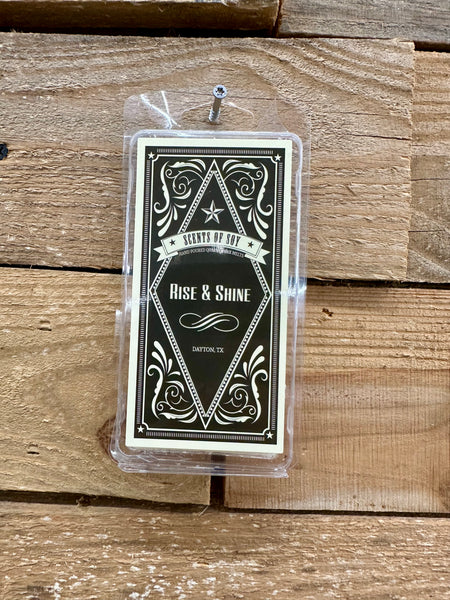 SCENTS OF SOY
RISE & SHINE
DAYTON, TX